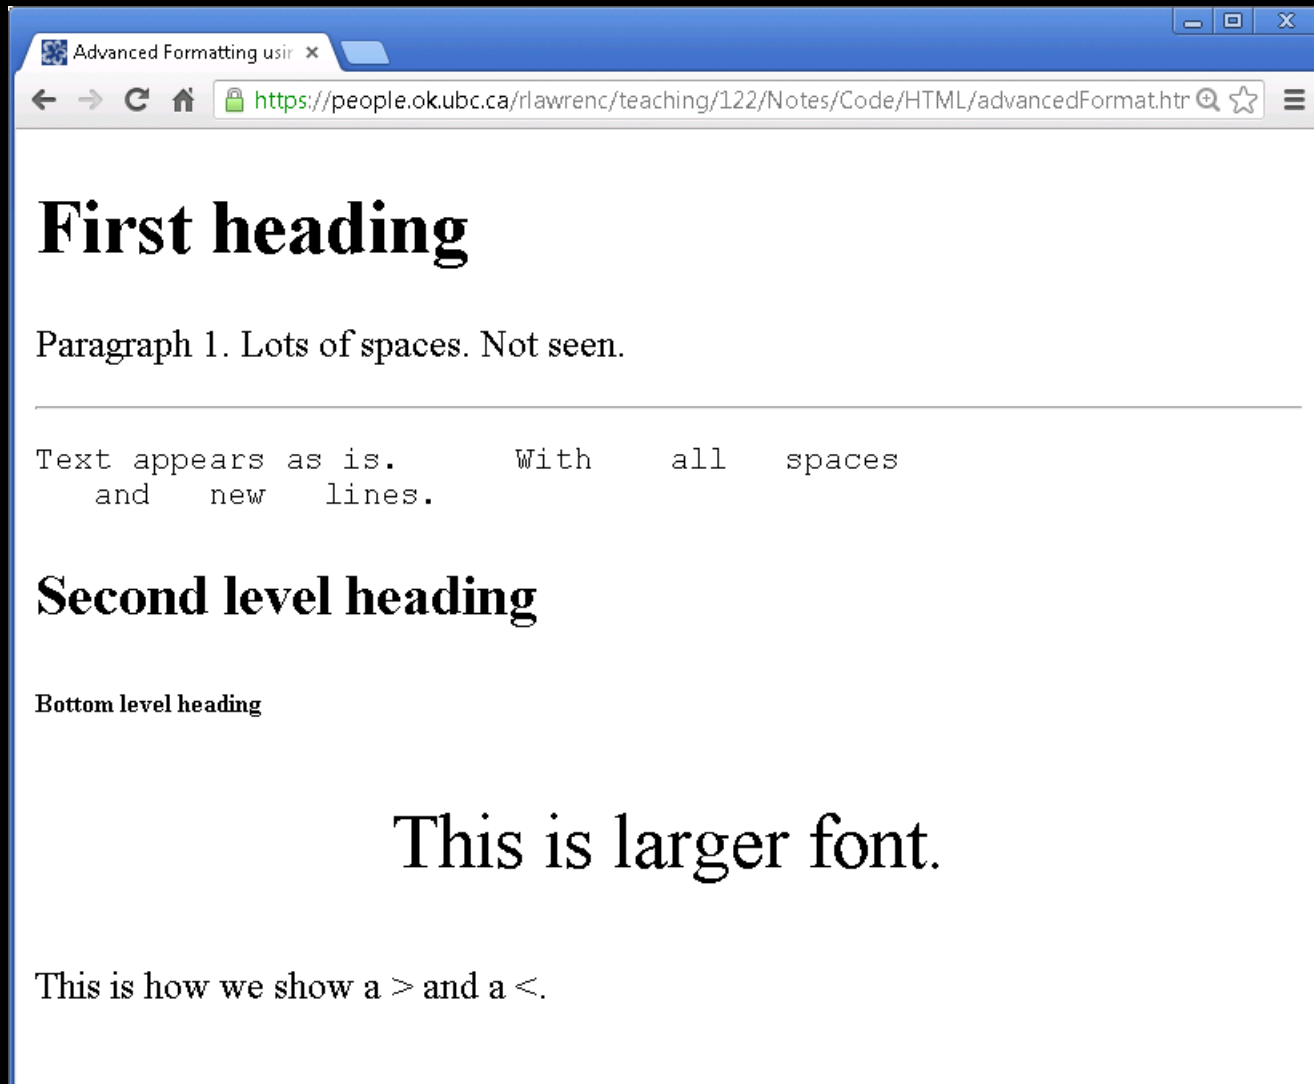 Advanced Formatting usin
https://people.ok.ubc.ca/rlawrenc/teaching/122/Notes/Code/HTML/advancedFormat.htr
First heading
Paragraph 1. Lots of spaces. Not seen.
Text appears as is.      With    all   spaces
   and   new   lines.
Second level heading
Bottom level heading
This is larger font.
This is how we show a > and a <.